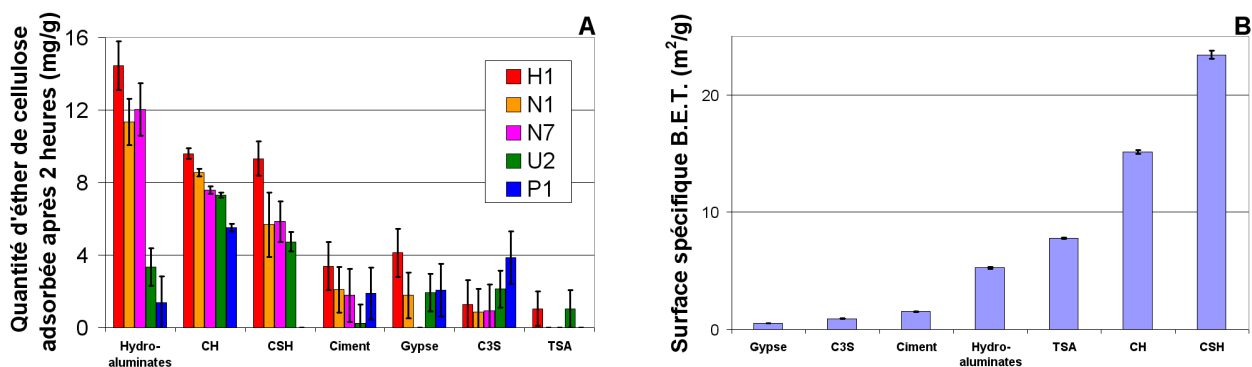 A
Quantité d'éther de cellulose
adsorbée après 2 heures (mg/g)
16
12
8
4
0
H1
N1
N7
U2
P1
Hydro-
aluminates
CH
CSH
Ciment
Gypse
C3S
TSA
B
Surface spécifique B.E.T. (m²/g)
20
10
0
Gypse
C3S
Ciment
Hydro-
aluminates
TSA
CH
CSH